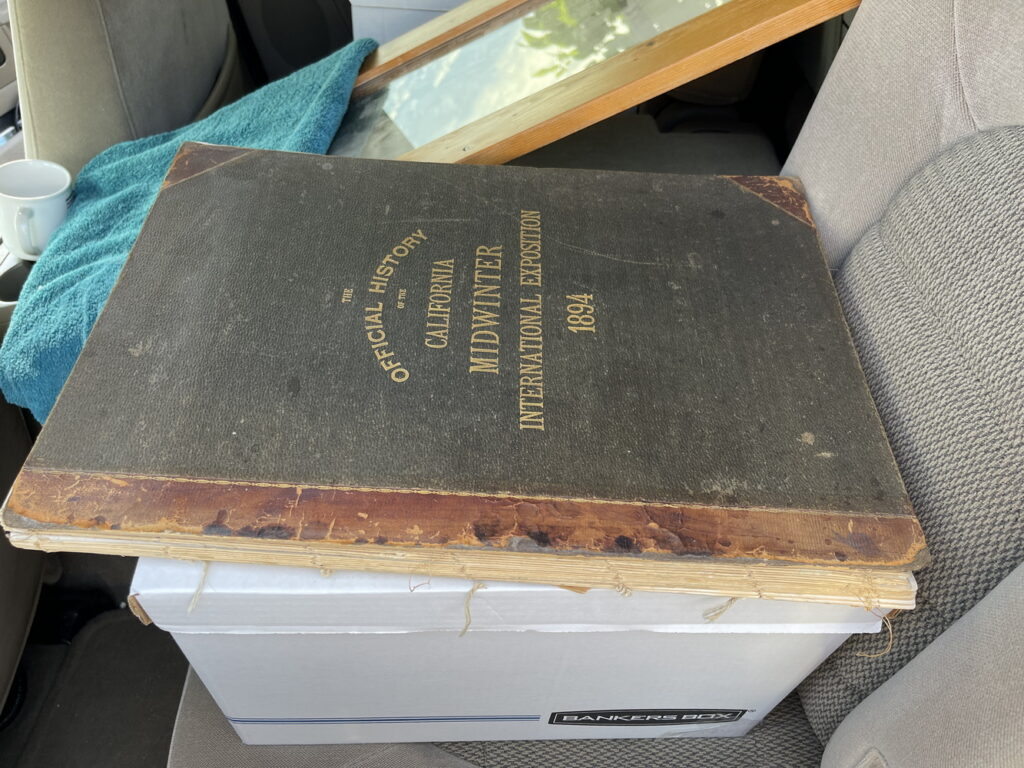 THE
OFFICIAL HISTORY
OF THE
CALIFORNIA
MIDWINTER
INTERNATIONAL EXPOSITION
1894
BANKERS BOX